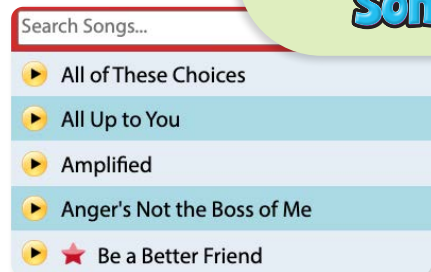 Search Songs...
All of These Choices
All Up to You
Amplified
Anger's Not the Boss of Me
Be a Better Friend